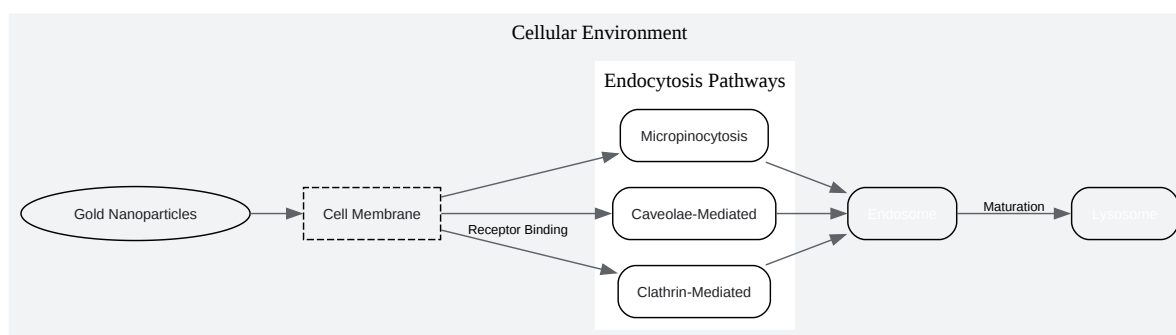 Cellular Environment
Endocytosis Pathways
Micropinocytosis
Gold Nanoparticles
Cell Membrane
Caveolae-Mediated
Receptor Binding
Clathrin-Mediated
Endosome
Maturation
Lysosome